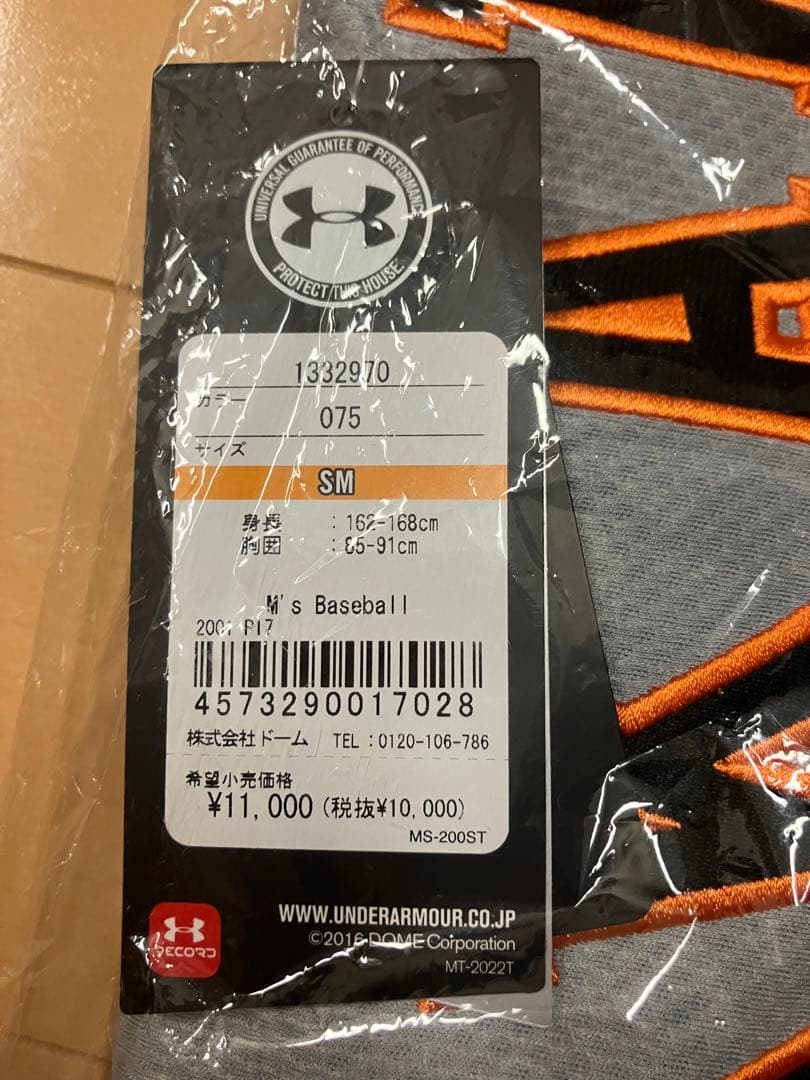 UNIVERSAL GUARANTEE OF PERFORMANCE
PROTECT THIS HOUSE
1332970
カラー
075
サイズ
SM
身長 : 162-168cm
胸囲 : 85-91cm
M's Baseball
2001 P17
4573290017028
株式会社ドーム TEL:0120-106-786
希望小売価格
¥11,000(税抜¥10,000)
MS-200ST
WWW.UNDERARMOUR.CO.JP
©2016 DOME Corporation
MT-2022T
RECORD